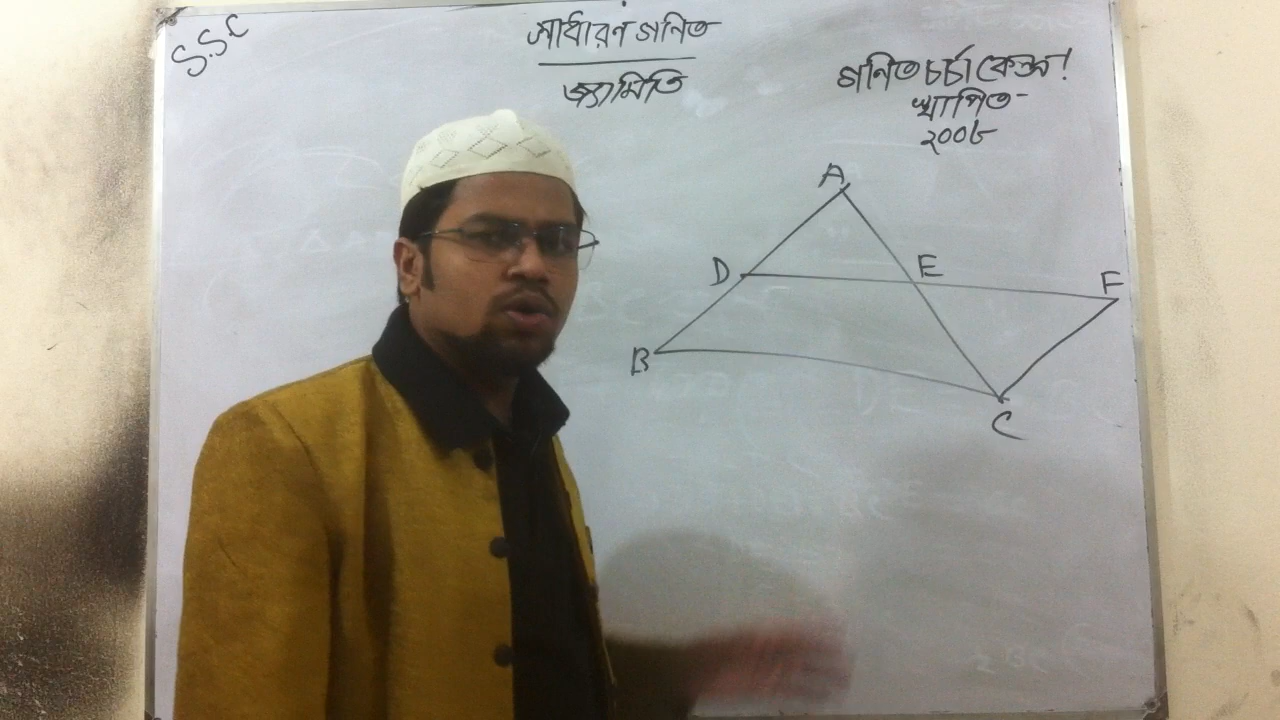 S.S.C
সাধারণ গনিত
জ্যামিতি
গনিত চর্চা কেন্দ্র!
স্থাপিত-
২০০৮
A
D
E
F
B
C